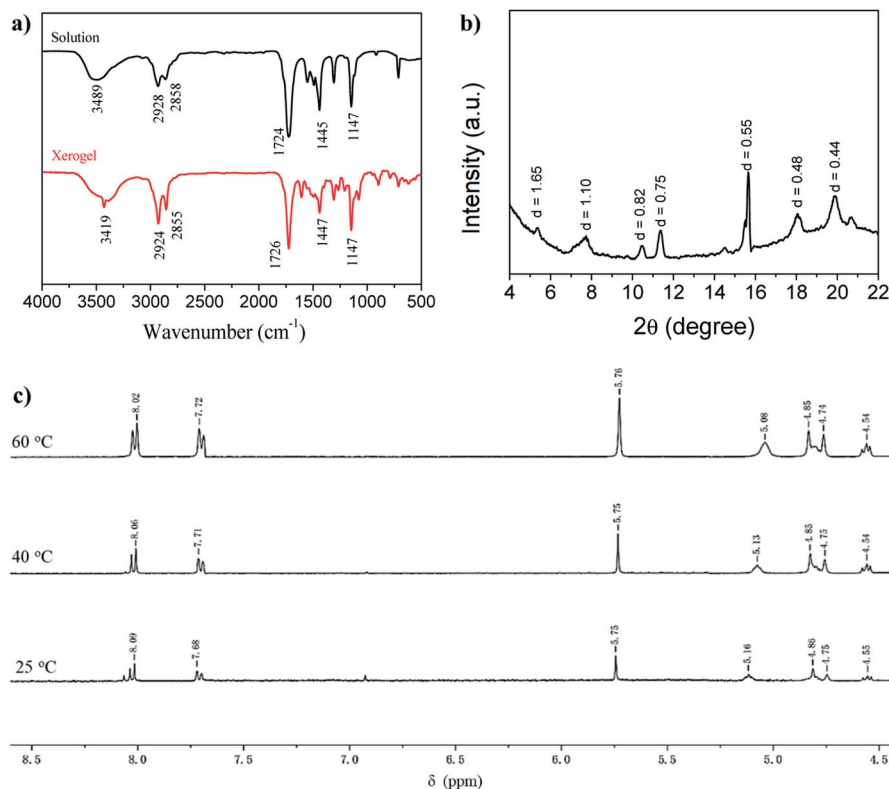 a)
Solution
3489
2928
2858
1724
1445
1147
Xerogel
3419
2924
2855
1726
1447
1147
4000 3500 3000 2500 2000 1500 1000 500
Wavenumber (cm⁻¹)
b)
Intensity (a.u.)
d = 1.65
d = 1.10
d = 0.82
d = 0.75
d = 0.55
d = 0.48
d = 0.44
4 6 8 10 12 14 16 18 20 22
2θ (degree)
c)
60 °C
8.02
7.72
5.76
5.08
4.85
4.74
4.54
40 °C
8.06
7.71
5.75
5.13
4.85
4.75
4.54
25 °C
8.09
7.68
5.75
5.16
4.86
4.75
4.55
8.5 8.0 7.5 7.0 6.5 6.0 5.5 5.0 4.5
δ (ppm)